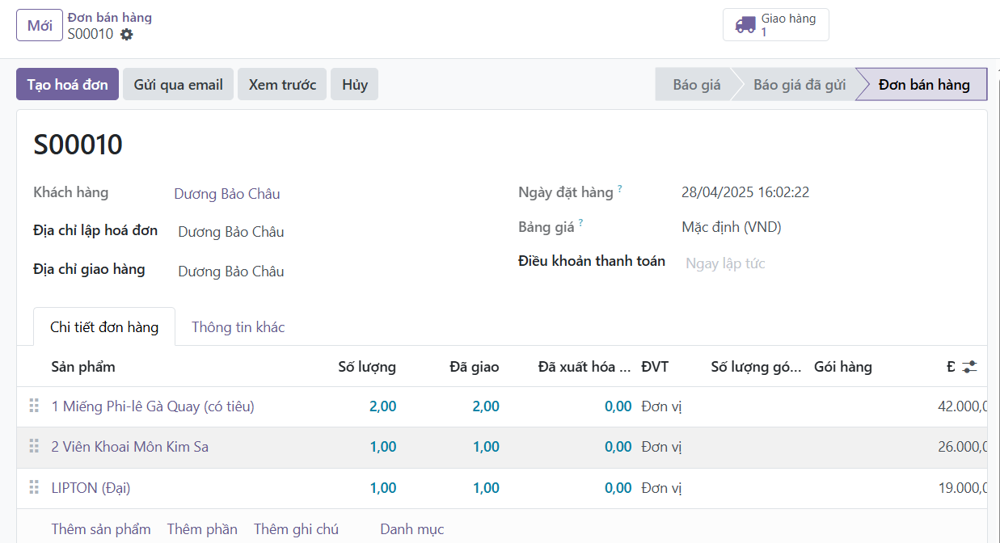 Mới
Đơn bán hàng
S00010
Giao hàng
1
Tạo hoá đơn Gửi qua email Xem trước Hủy
Báo giá Báo giá đã gửi Đơn bán hàng
S00010
Khách hàng Dương Bảo Châu
Địa chỉ lập hoá đơn Dương Bảo Châu
Địa chỉ giao hàng Dương Bảo Châu
Ngày đặt hàng ? 28/04/2025 16:02:22
Bảng giá ? Mặc định (VND)
Điều khoản thanh toán Ngay lập tức
Chi tiết đơn hàng Thông tin khác
Sản phẩm Số lượng Đã giao Đã xuất hóa ... ĐVT Số lượng gó... Gói hàng Đ
1 Miếng Phi-lê Gà Quay (có tiêu) 2,00 2,00 0,00 Đơn vị 42.000,0
2 Viên Khoai Môn Kim Sa 1,00 1,00 0,00 Đơn vị 26.000,0
LIPTON (Đại) 1,00 1,00 0,00 Đơn vị 19.000,0
Thêm sản phẩm Thêm phần Thêm ghi chú Danh mục